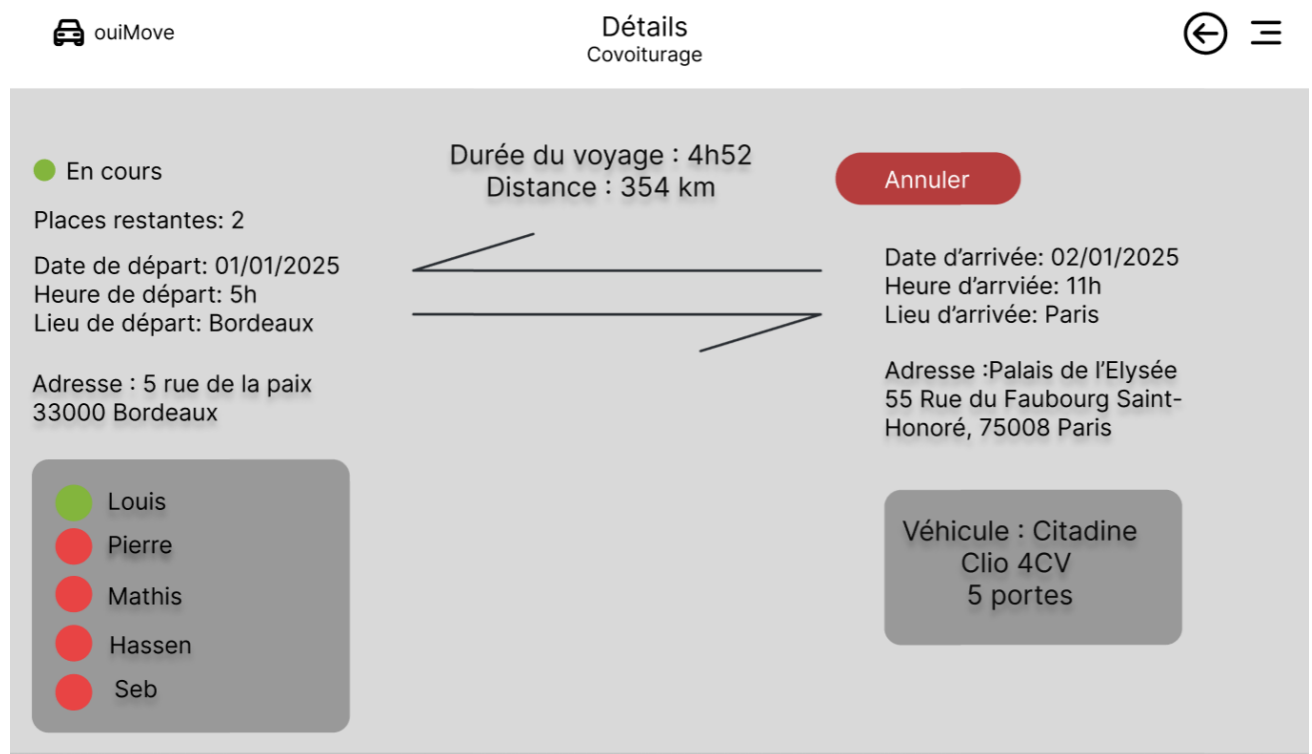 ouiMove
Détails
Covoiturage
En cours
Places restantes: 2
Date de départ: 01/01/2025
Heure de départ: 5h
Lieu de départ: Bordeaux
Adresse : 5 rue de la paix
33000 Bordeaux
Louis
Pierre
Mathis
Hassen
Seb
Durée du voyage : 4h52
Distance : 354 km
Annuler
Date d’arrivée: 02/01/2025
Heure d’arrviée: 11h
Lieu d’arrivée: Paris
Adresse :Palais de l’Elysée
55 Rue du Faubourg Saint-
Honoré, 75008 Paris
Véhicule : Citadine
Clio 4CV
5 portes